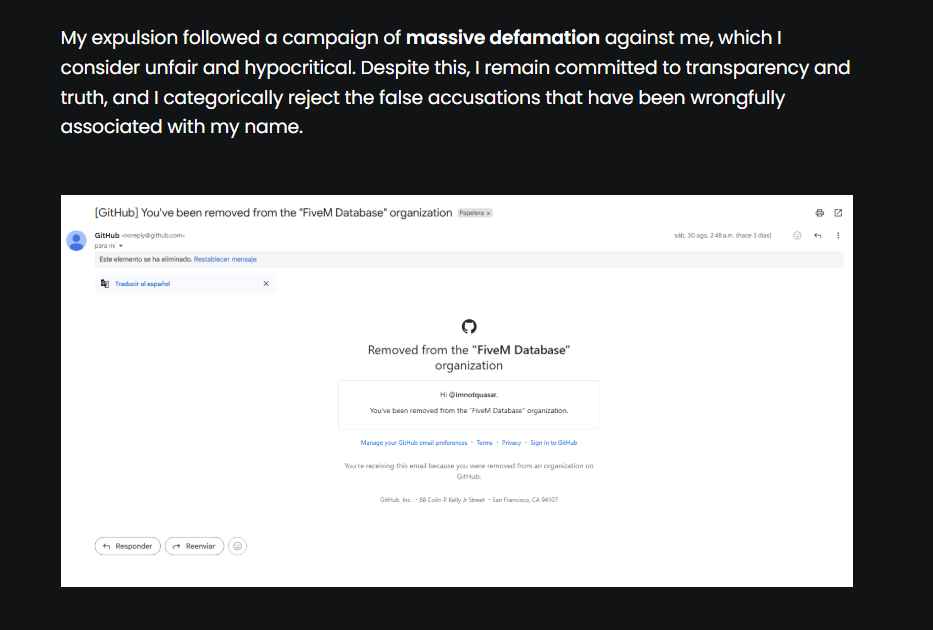 My expulsion followed a campaign of massive defamation against me, which I
consider unfair and hypocritical. Despite this, I remain committed to transparency and
truth, and I categorically reject the false accusations that have been wrongfully
associated with my name.
[GitHub] You've been removed from the "FiveM Database" organization Papelera ×
GitHub <noreply@github.com> sáb, 30 ago, 2:48 a.m. (hace 3 días)
para mí
Este elemento se ha eliminado. Restablecer mensaje
Traducir al español ×
Removed from the "FiveM Database"
organization
Hi @imnotquasar,
You've been removed from the "FiveM Database" organization.
Manage your GitHub email preferences · Terms · Privacy · Sign in to GitHub
You're receiving this email because you were removed from an organization on
GitHub.
GitHub, Inc. · 88 Colin P Kelly Jr Street · San Francisco, CA 94107
Responder Reenviar